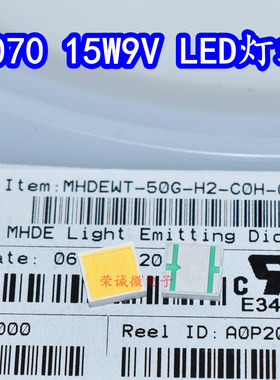 070 15W9V LED灯
Item:MHDEWT-50G-H2-C0H-
MHDE Light Emitting Dio
ate: 06 20
荣诚微电子
C
E34
000 Reel ID: A0P20